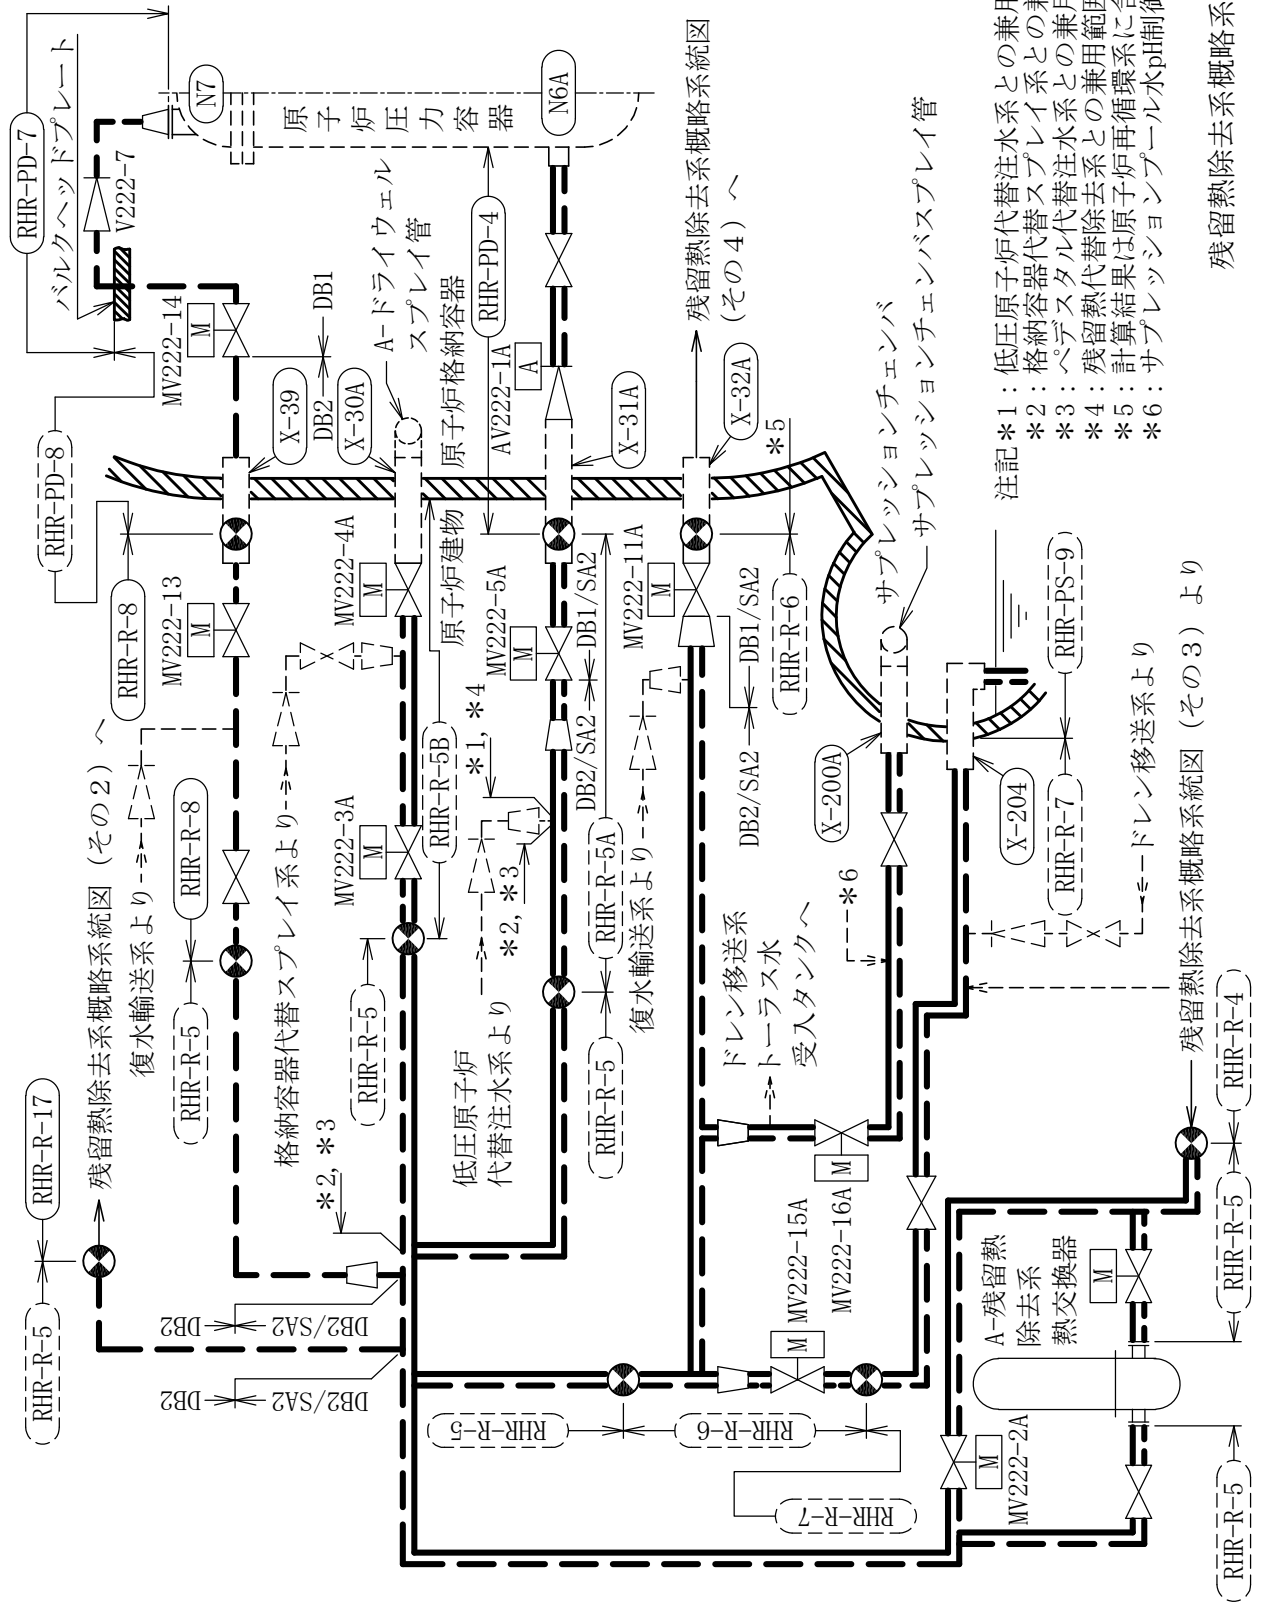 RHR-PD-7
バルクヘッドプレート
V222-7
N7
原子炉圧力容器
N6A
MV222-14
M
RHR-PD-8
RHR-R-8
MV222-13
M
X-39
DB2
DB1
X-30A
A-ドライウェル
スプレイ管
原子炉格納容器
RHR-PD-4
AV222-1A
A
X-31A
X-32A
*5
残留熱除去系概略系統図
(その4) へ
MV222-4A
M
原子炉建物
MV222-5A
M
DB2/SA2
DB1/SA2
MV222-11A
M
RHR-R-6
DB2/SA2
DB1/SA2
サプレッションチェンバ
サプレッションチェンバスプレイ管
X-200A
X-204
RHR-R-7
RHR-PS-9
ドレン移送系より
残留熱除去系概略系統図 (その3) より
残留熱除去系概略系統図 (その2) へ
復水輸送系より
RHR-R-8
RHR-R-5
格納容器代替スプレイ系より
MV222-3A
M
RHR-R-5B
RHR-R-5
*1, *4
*2, *3
低圧原子炉
代替注水系より
RHR-R-5A
RHR-R-5
復水輸送系より
ドレン移送系
トーラス水
受入タンクへ
*6
*2, *3
RHR-R-17
RHR-R-5
DB2
DB2/SA2
DB2
DB2/SA2
RHR-R-5
RHR-R-6
RHR-R-7
MV222-15A
M
MV222-16A
M
A-残留熱
除去系
熱交換器
M
MV222-2A
M
RHR-R-4
RHR-R-5
RHR-R-5
注記*1：低圧原子炉代替注水系との兼用
*2：格納容器代替スプレイ系との兼
*3：ペデスタル代替注水系との兼用
*4：残留熱代替除去系との兼用範囲
*5：計算結果は原子炉再循環系に含
*6：サプレッションプール水pH制御
残留熱除去系概略系